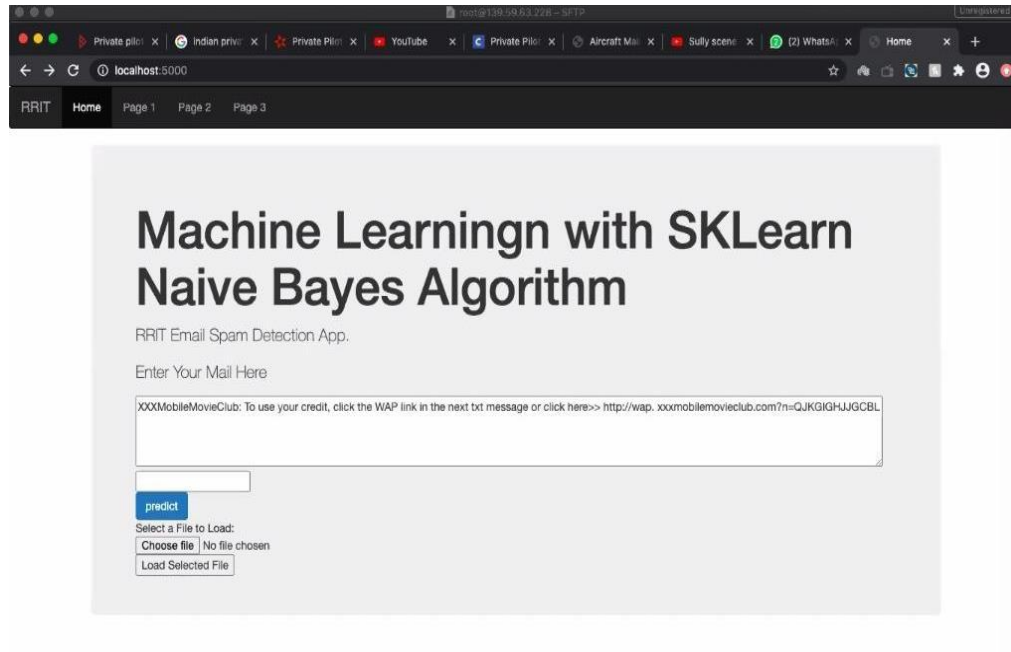 root@139.59.63.228 – SFTP
Unregistered
Private pilot Indian priva Private Pilot YouTube Private Pilot Aircraft Mai Sully scene (2) WhatsA Home
localhost:5000
RRIT Home Page 1 Page 2 Page 3
Machine Learningn with SKLearn
Naive Bayes Algorithm
RRIT Email Spam Detection App.
Enter Your Mail Here
XXXMobileMovieClub: To use your credit, click the WAP link in the next txt message or click here>> http://wap. xxxmobilemovieclub.com?n=QJKGIGHJJGCBL
predict
Select a File to Load:
Choose file No file chosen
Load Selected File